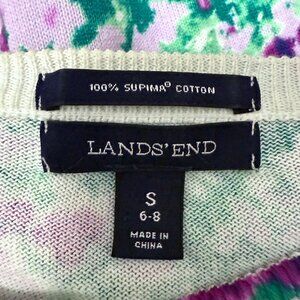 100% SUPIMA® COTTON
LANDS' END
S
6-8
MADE IN
CHINA